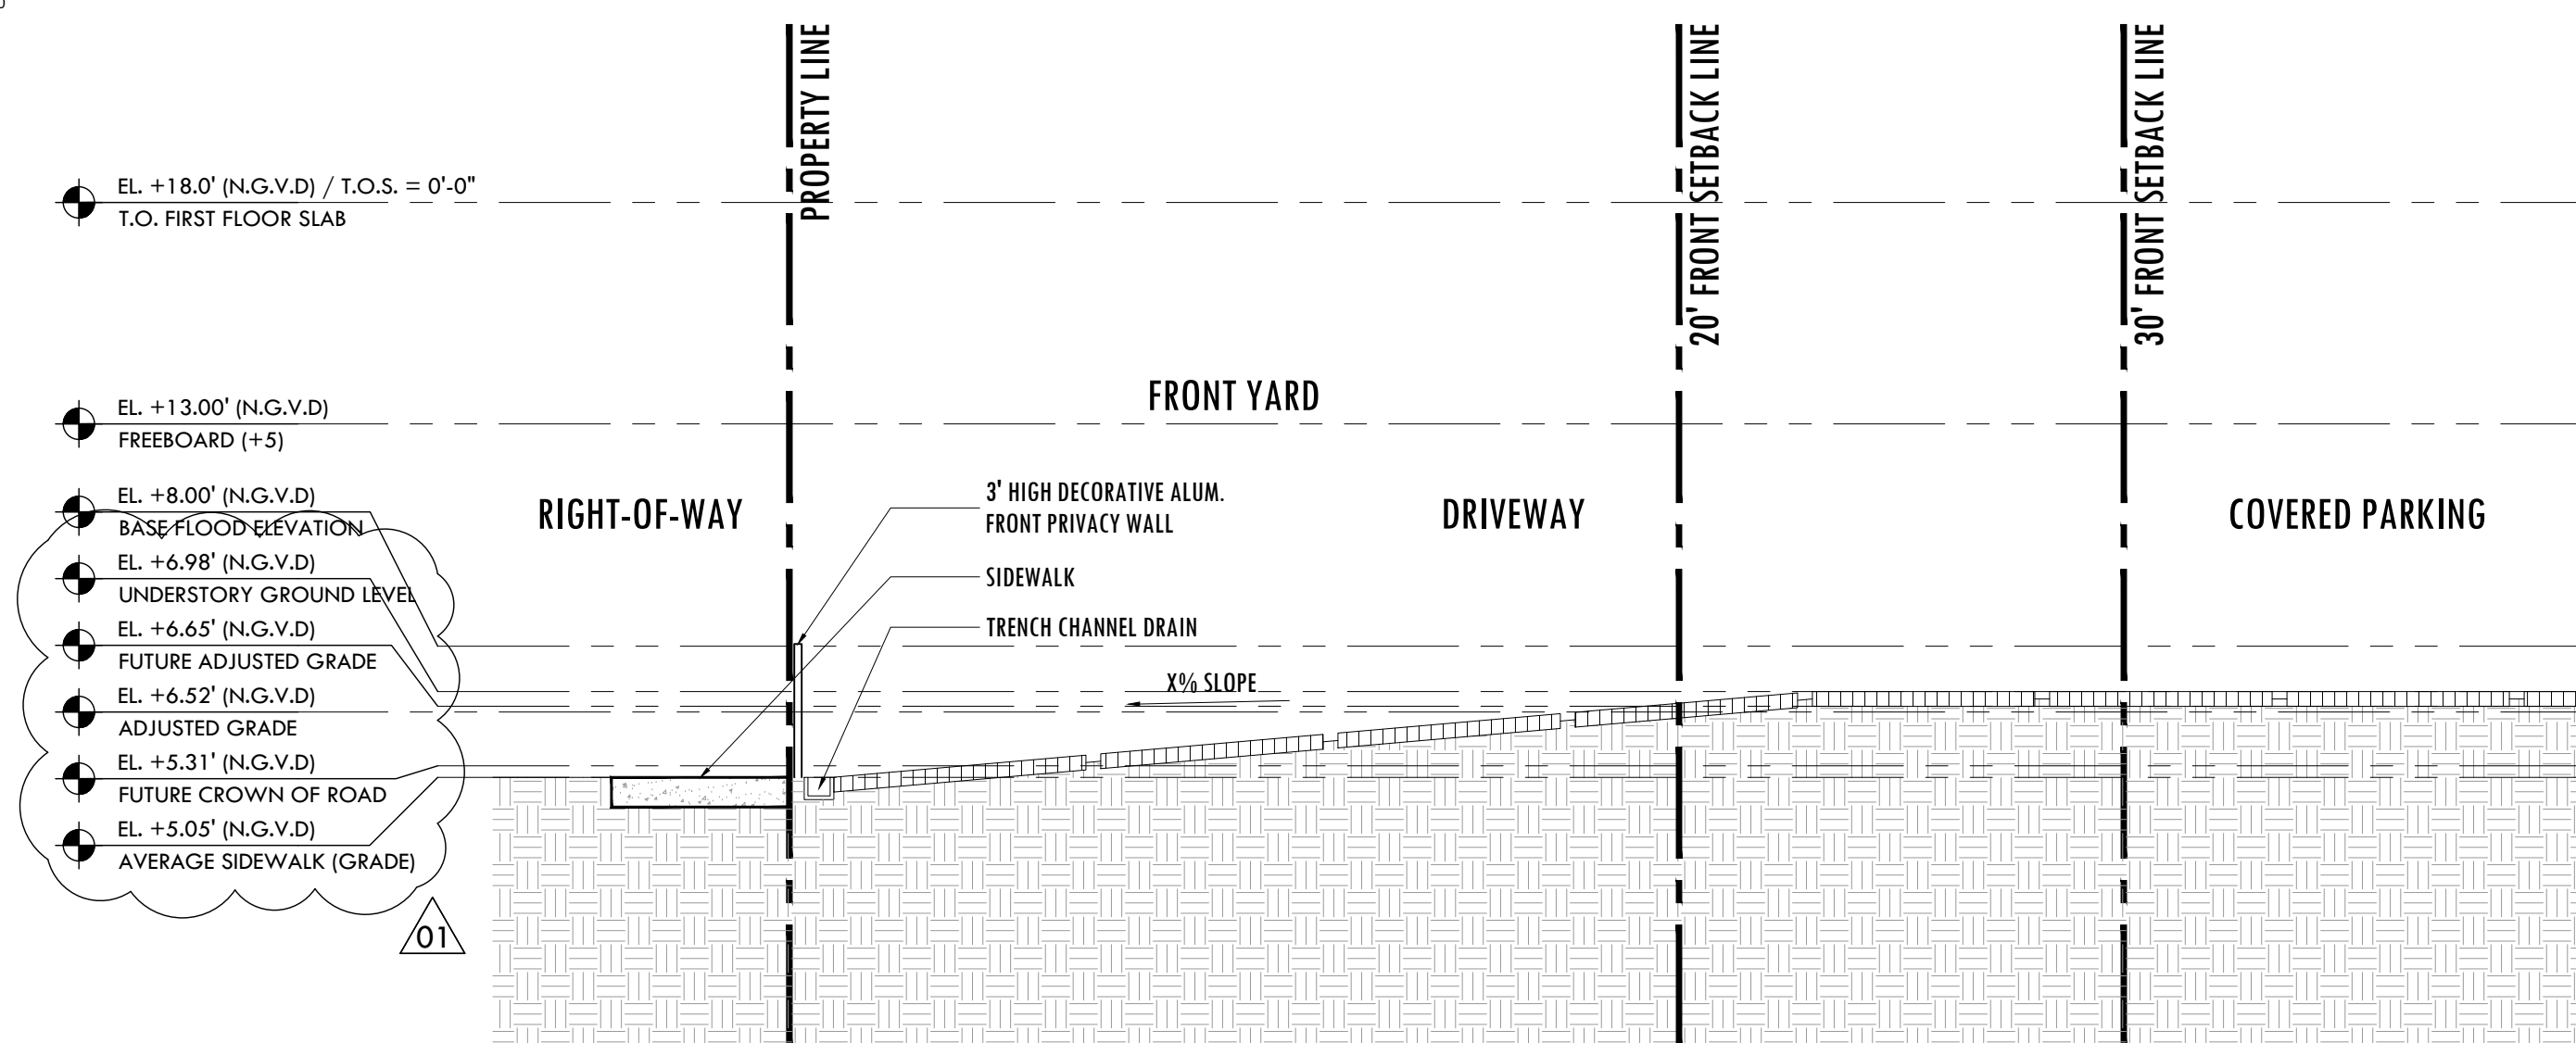 PROPERTY LINE
20' FRONT SETBACK LINE
30' FRONT SETBACK LINE
EL. +18.0' (N.G.V.D) / T.O.S. = 0'-0"
T.O. FIRST FLOOR SLAB
EL. +13.00' (N.G.V.D)
FREEBOARD (+5)
FRONT YARD
EL. +8.00' (N.G.V.D)
BASE FLOOD ELEVATION
EL. +6.98' (N.G.V.D)
UNDERSTORY GROUND LEVEL
EL. +6.65' (N.G.V.D)
FUTURE ADJUSTED GRADE
EL. +6.52' (N.G.V.D)
ADJUSTED GRADE
EL. +5.31' (N.G.V.D)
FUTURE CROWN OF ROAD
EL. +5.05' (N.G.V.D)
AVERAGE SIDEWALK (GRADE)
01
RIGHT-OF-WAY
3' HIGH DECORATIVE ALUM.
FRONT PRIVACY WALL
SIDEWALK
TRENCH CHANNEL DRAIN
X% SLOPE
DRIVEWAY
COVERED PARKING